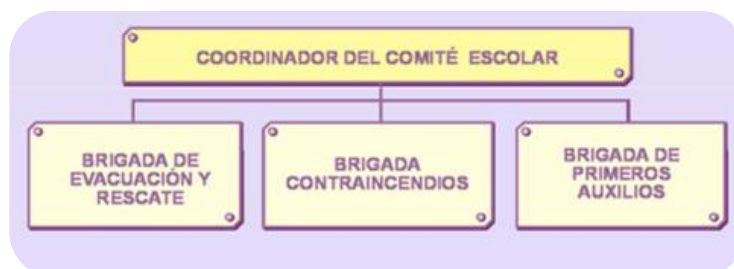 COORDINADOR DEL COMITÉ ESCOLAR
BRIGADA DE
EVACUACIÓN Y
RESCATE
BRIGADA
CONTRAINCENDIOS
BRIGADA DE
PRIMEROS
AUXILIOS